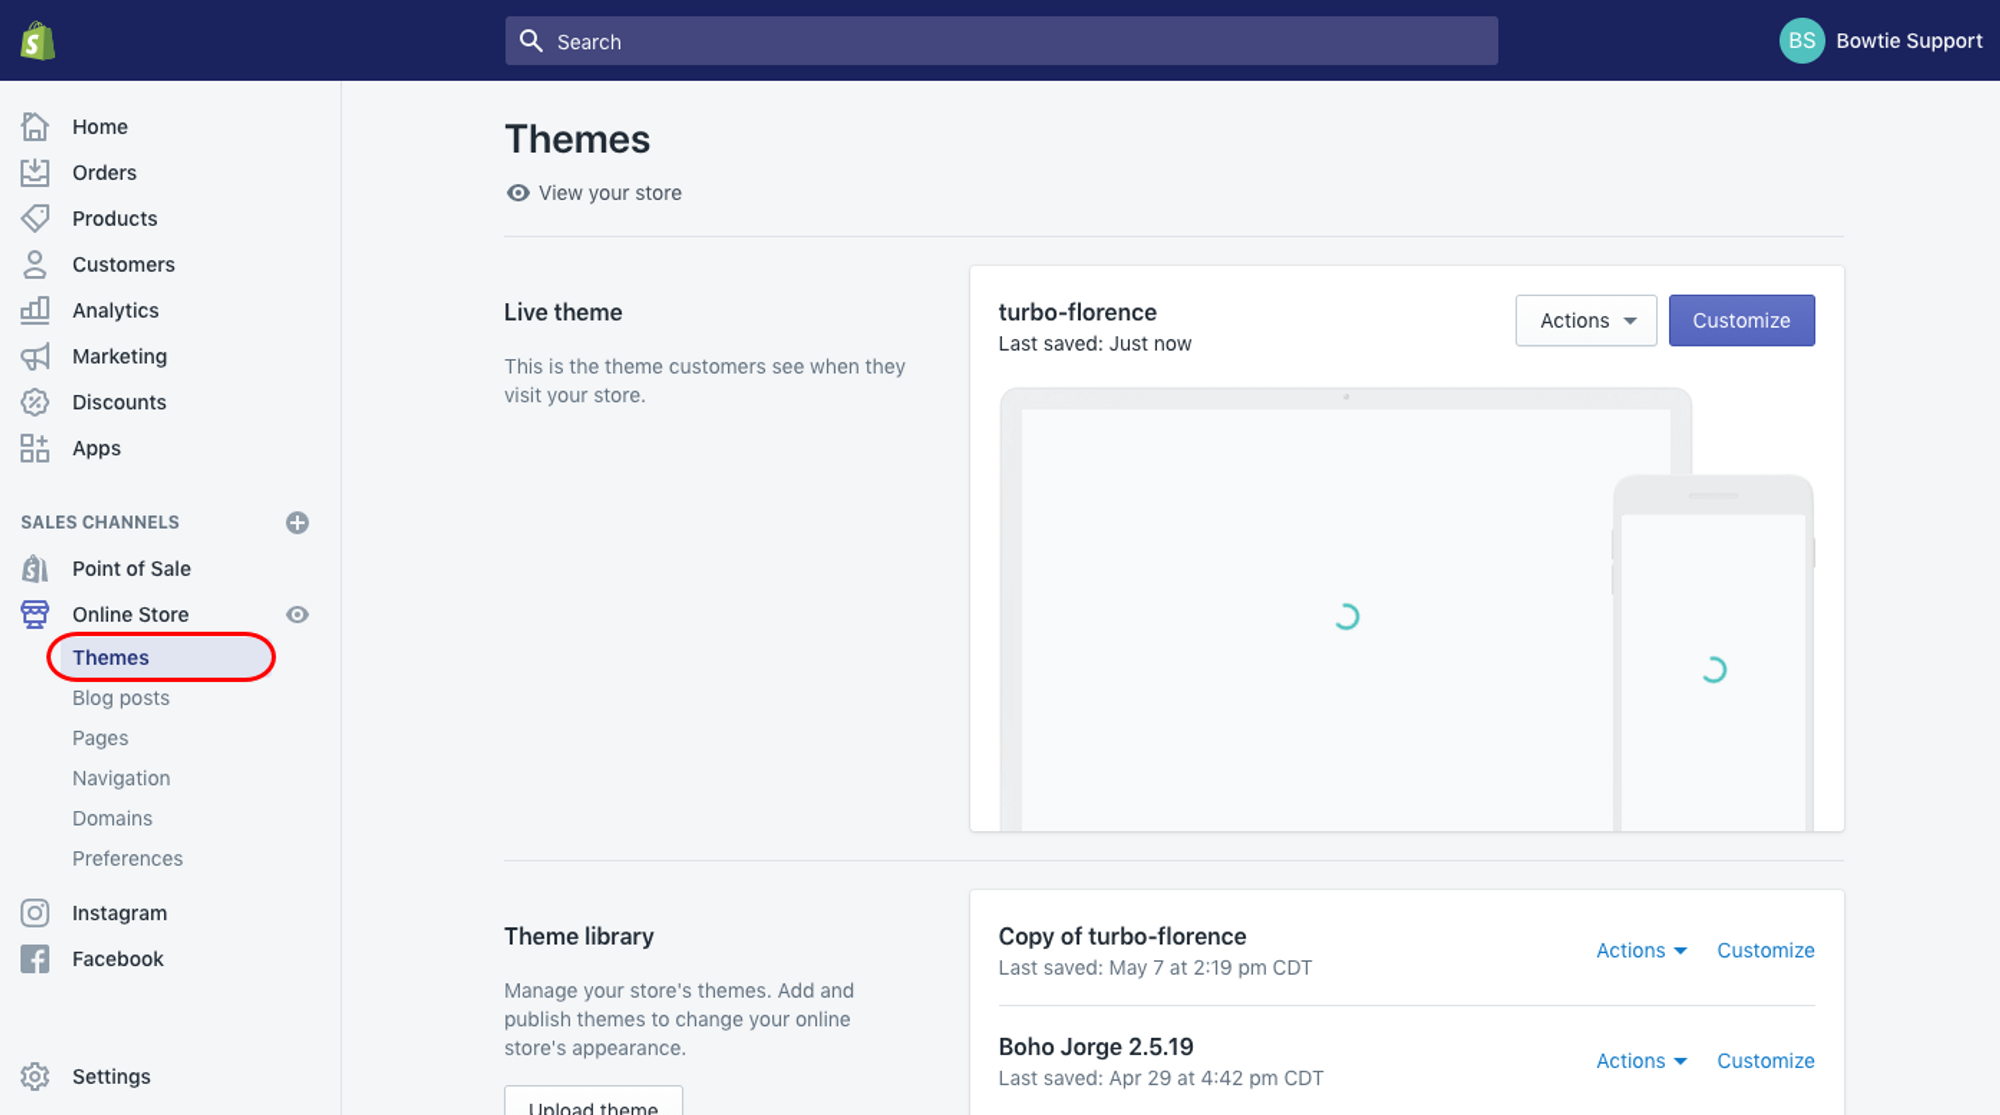 Search
BS Bowtie Support
Home
Orders
Products
Customers
Analytics
Marketing
Discounts
Apps
SALES CHANNELS
Point of Sale
Online Store
Themes
Blog posts
Pages
Navigation
Domains
Preferences
Instagram
Facebook
Settings
Themes
View your store
Live theme
This is the theme customers see when they
visit your store.
turbo-florence
Last saved: Just now
Actions
Customize
Theme library
Manage your store's themes. Add and
publish themes to change your online
store's appearance.
Upload theme
Copy of turbo-florence
Last saved: May 7 at 2:19 pm CDT
Actions
Customize
Boho Jorge 2.5.19
Last saved: Apr 29 at 4:42 pm CDT
Actions
Customize